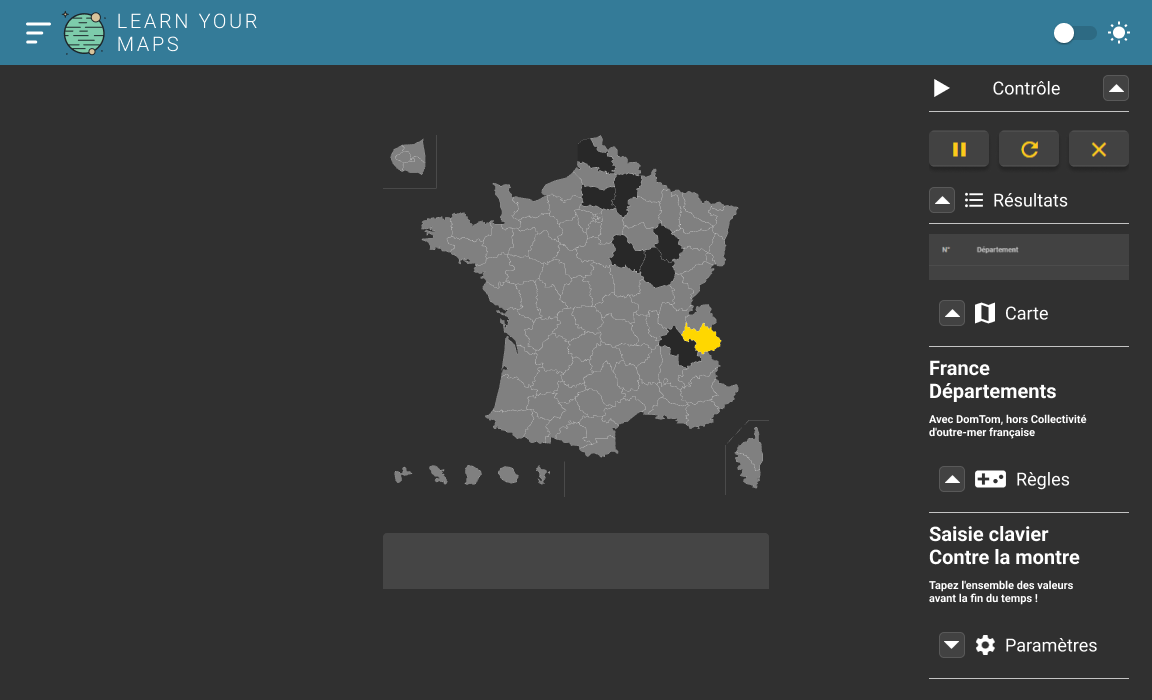 LEARN YOUR
MAPS
Contrôle
Résultats
N° Département
Carte
France
Départements
Avec DomTom, hors Collectivité
d'outre-mer française
Règles
Saisie clavier
Contre la montre
Tapez l'ensemble des valeurs
avant la fin du temps !
Paramètres